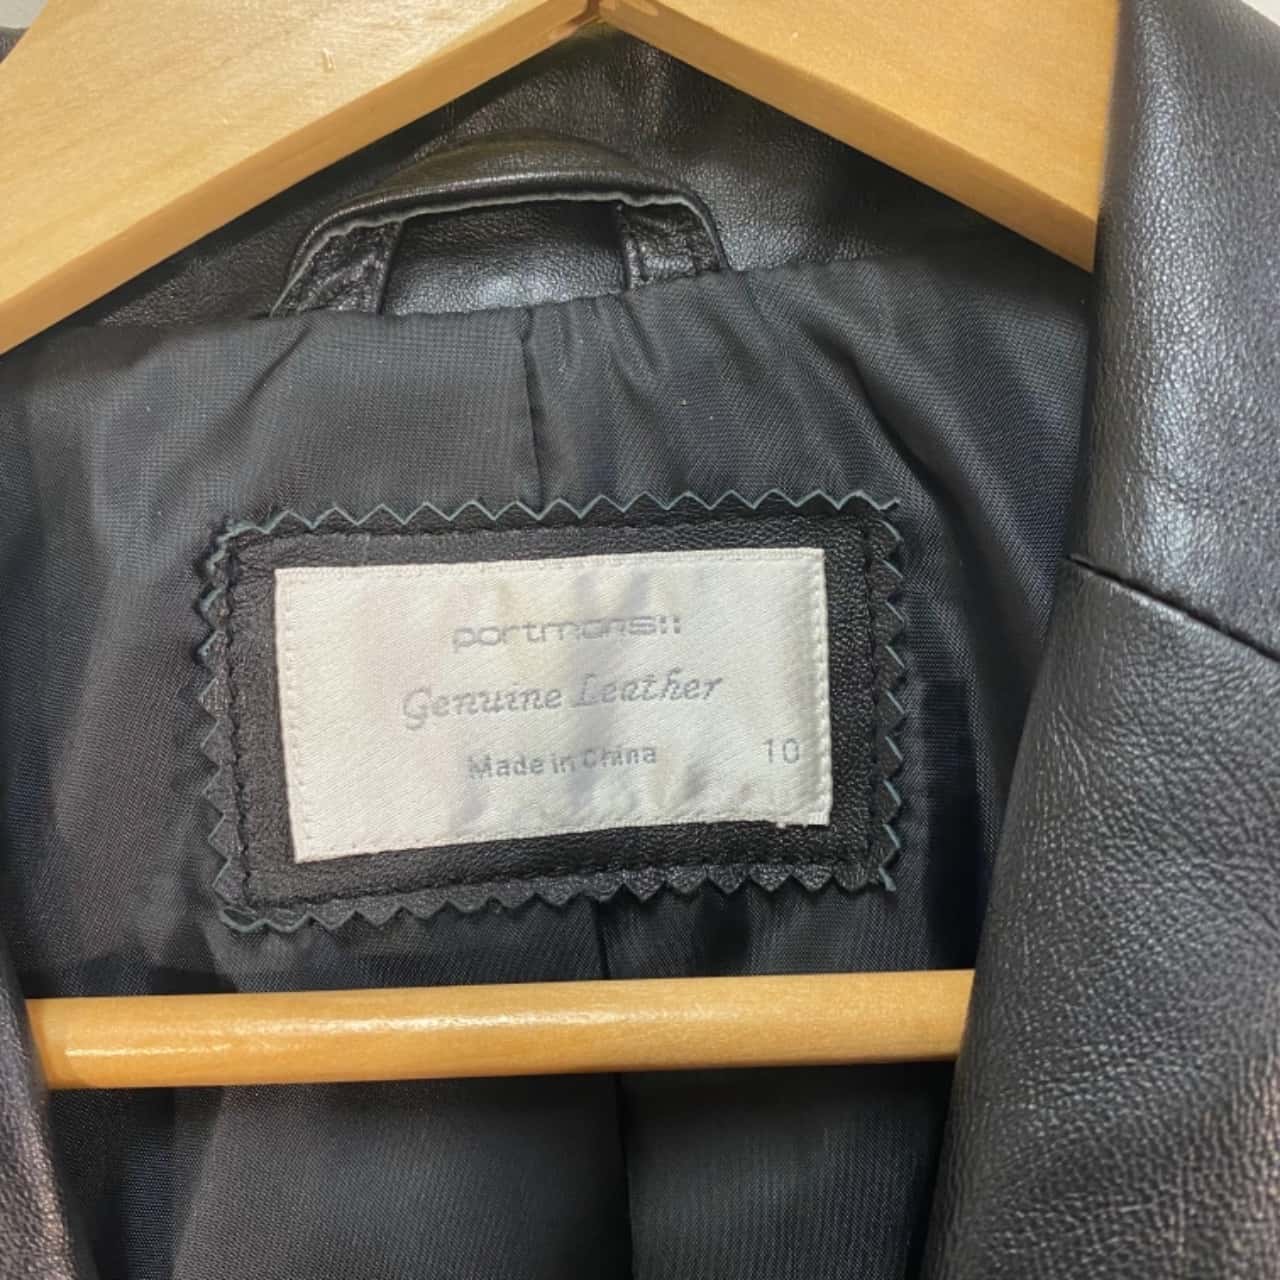 portmans::
Genuine Leather
Made in China 10